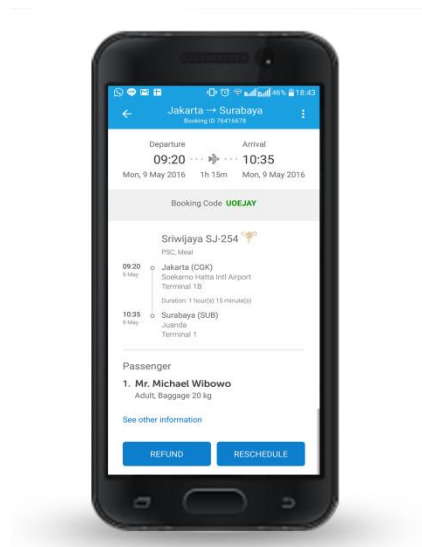 46% 18:43
Jakarta → Surabaya
Booking ID 76416678
Departure Arrival
09:20 10:35
Mon, 9 May 2016 1h 15m Mon, 9 May 2016
Booking Code UOEJAY
Sriwijaya SJ-254
PSC, Meal
09:20 Jakarta (CGK)
9 May Soekarno Hatta Intl Airport
Terminal 1B
Duration: 1 hour(s) 15 minute(s)
10:35 Surabaya (SUB)
9 May Juanda
Terminal 1
Passenger
1. Mr. Michael Wibowo
Adult, Baggage 20 kg
See other information
REFUND RESCHEDULE